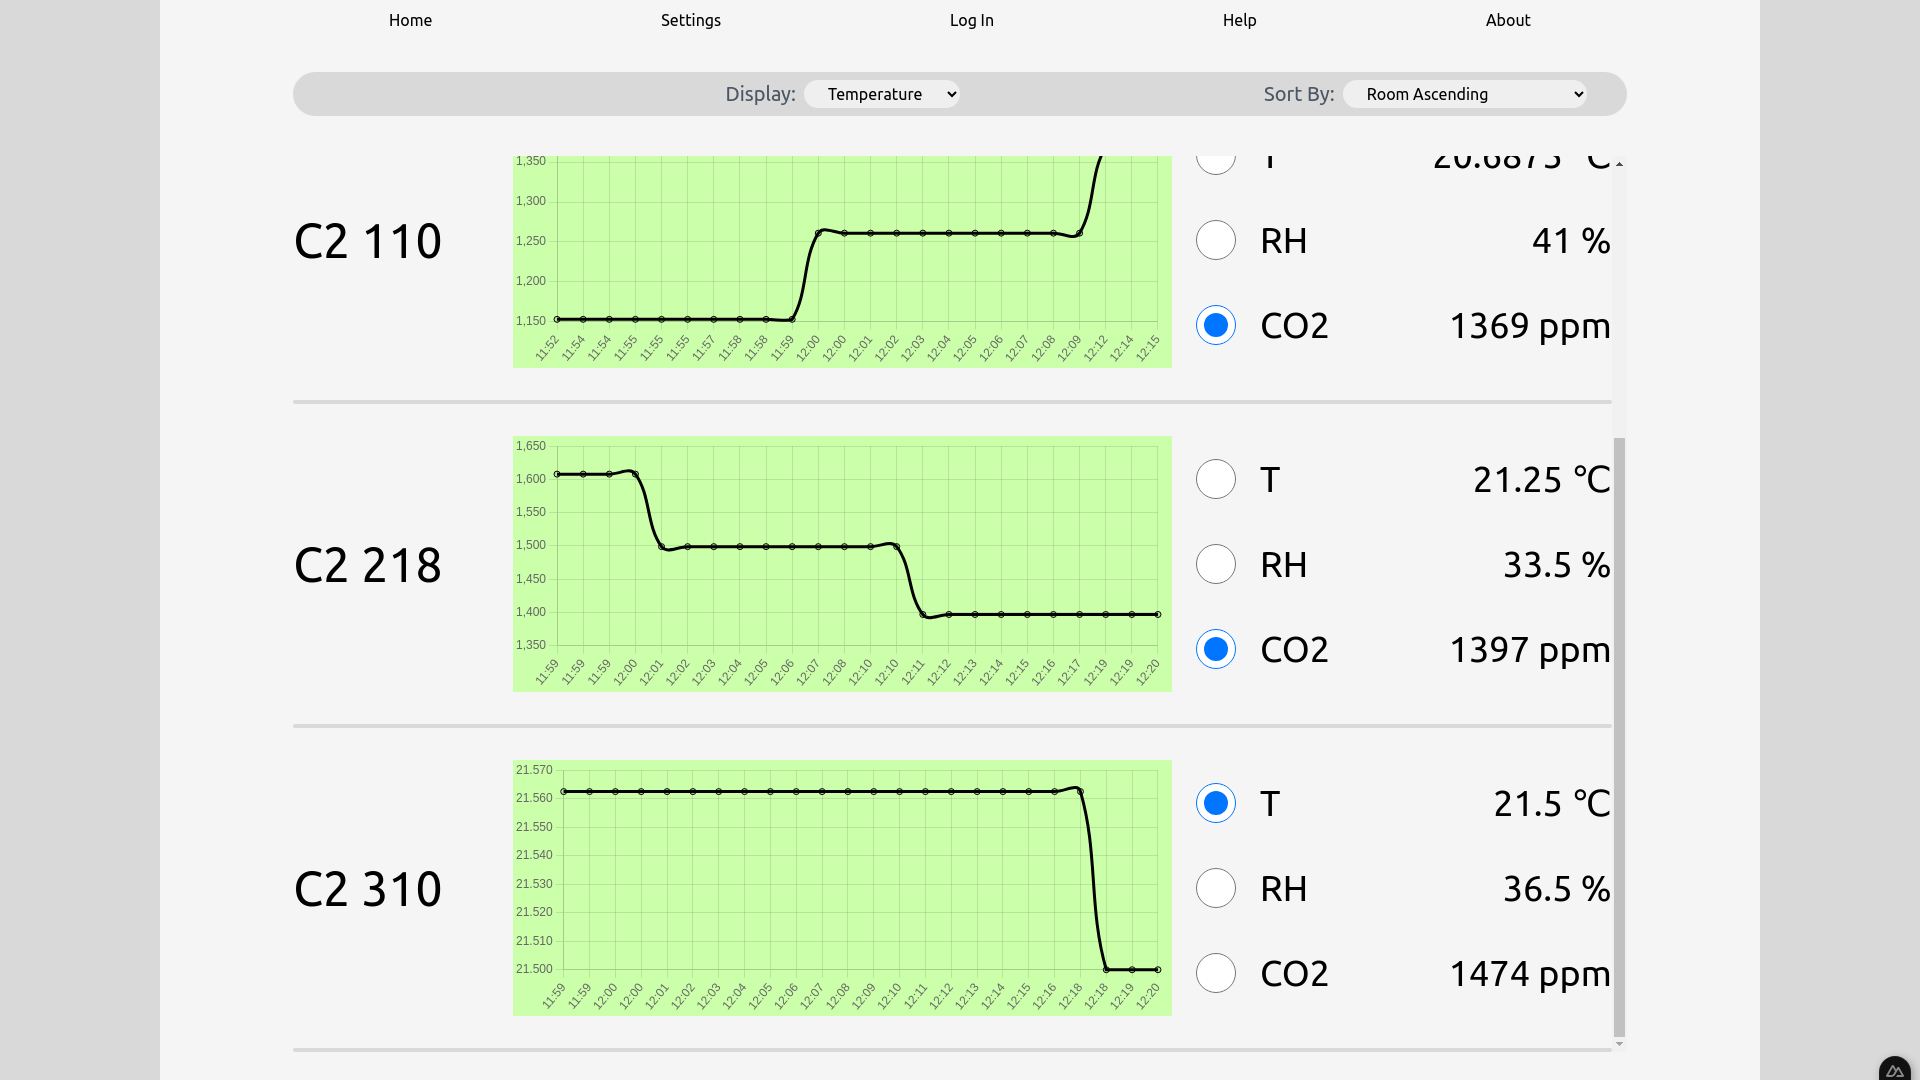 Home Settings Log In Help About
Display: Temperature Sort By: Room Ascending
C2 110
1,350
1,300
1,250
1,200
1,150
11:52 11:54 11:54 11:55 11:55 11:55 11:57 11:58 11:58 11:59 12:00 12:00 12:01 12:02 12:03 12:04 12:05 12:06 12:07 12:08 12:09 12:12 12:14 12:15
T 20.6875 °C
RH 41 %
CO2 1369 ppm
C2 218
1,650
1,600
1,550
1,500
1,450
1,400
1,350
11:59 11:59 11:59 12:00 12:01 12:02 12:03 12:04 12:05 12:06 12:07 12:08 12:10 12:10 12:11 12:12 12:13 12:14 12:15 12:16 12:17 12:19 12:19 12:20
T 21.25 °C
RH 33.5 %
CO2 1397 ppm
C2 310
21.570
21.560
21.550
21.540
21.530
21.520
21.510
21.500
11:59 11:59 12:00 12:00 12:01 12:02 12:03 12:04 12:05 12:06 12:07 12:08 12:09 12:10 12:11 12:12 12:13 12:14 12:15 12:16 12:18 12:18 12:19 12:20
T 21.5 °C
RH 36.5 %
CO2 1474 ppm